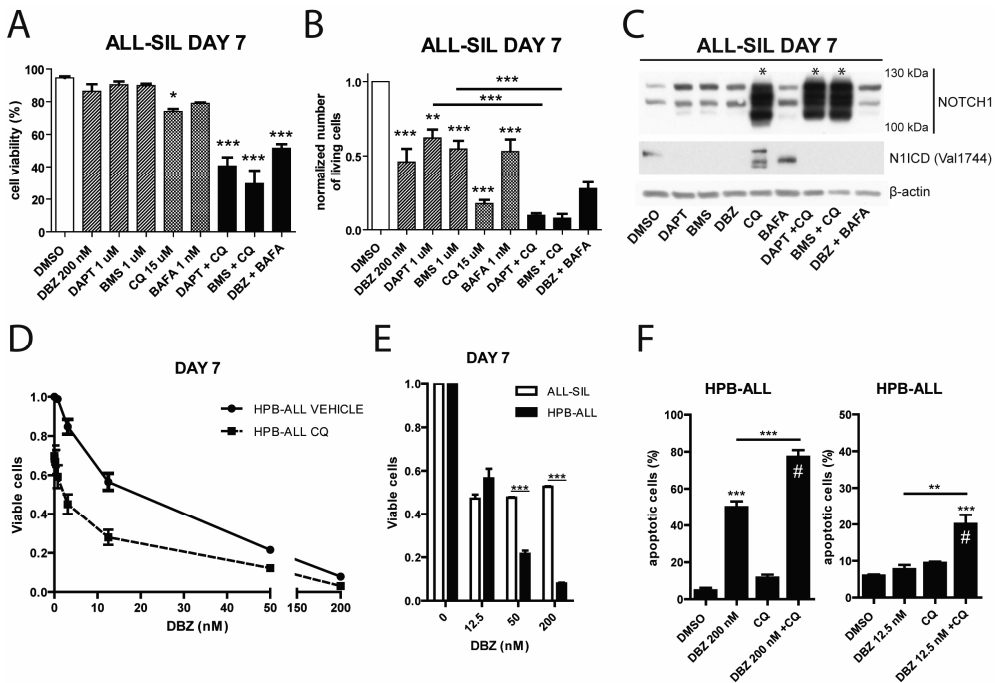 A
ALL-SIL DAY 7
cell viability (%)
100
80
60
40
20
0
*
***
***
***
DMSO
DBZ 200 nM
DAPT 1 uM
BMS 1 uM
CQ 15 uM
BAFA 1 nM
DAPT + CQ
BMS + CQ
DBZ + BAFA
B
ALL-SIL DAY 7
normalized number
of living cells
1.0
0.5
0.0
***
***
***
**
***
***
***
DMSO
DBZ 200 nM
DAPT 1 uM
BMS 1 uM
CQ 15 uM
BAFA 1 nM
DAPT + CQ
BMS + CQ
DBZ + BAFA
C
ALL-SIL DAY 7
*
*
*
130 kDa
NOTCH1
100 kDa
N1ICD (Val1744)
β-actin
DMSO
DAPT
BMS
DBZ
CQ
BAFA
DAPT +CQ
BMS + CQ
DBZ + BAFA
D
DAY 7
Viable cells
1.0
0.8
0.6
0.4
0.2
0.0
HPB-ALL VEHICLE
HPB-ALL CQ
0
10
20
30
40
50
150
200
DBZ (nM)
E
DAY 7
Viable cells
1.0
0.8
0.6
0.4
0.2
0.0
ALL-SIL
HPB-ALL
***
***
0
12.5
50
200
DBZ (nM)
F
HPB-ALL
apoptotic cells (%)
100
80
60
40
20
0
***
***
#
DMSO
DBZ 200 nM
CQ
DBZ 200 nM +CQ
HPB-ALL
apoptotic cells (%)
50
40
30
20
10
0
**
***
#
DMSO
DBZ 12.5 nM
CQ
DBZ 12.5 nM +CQ